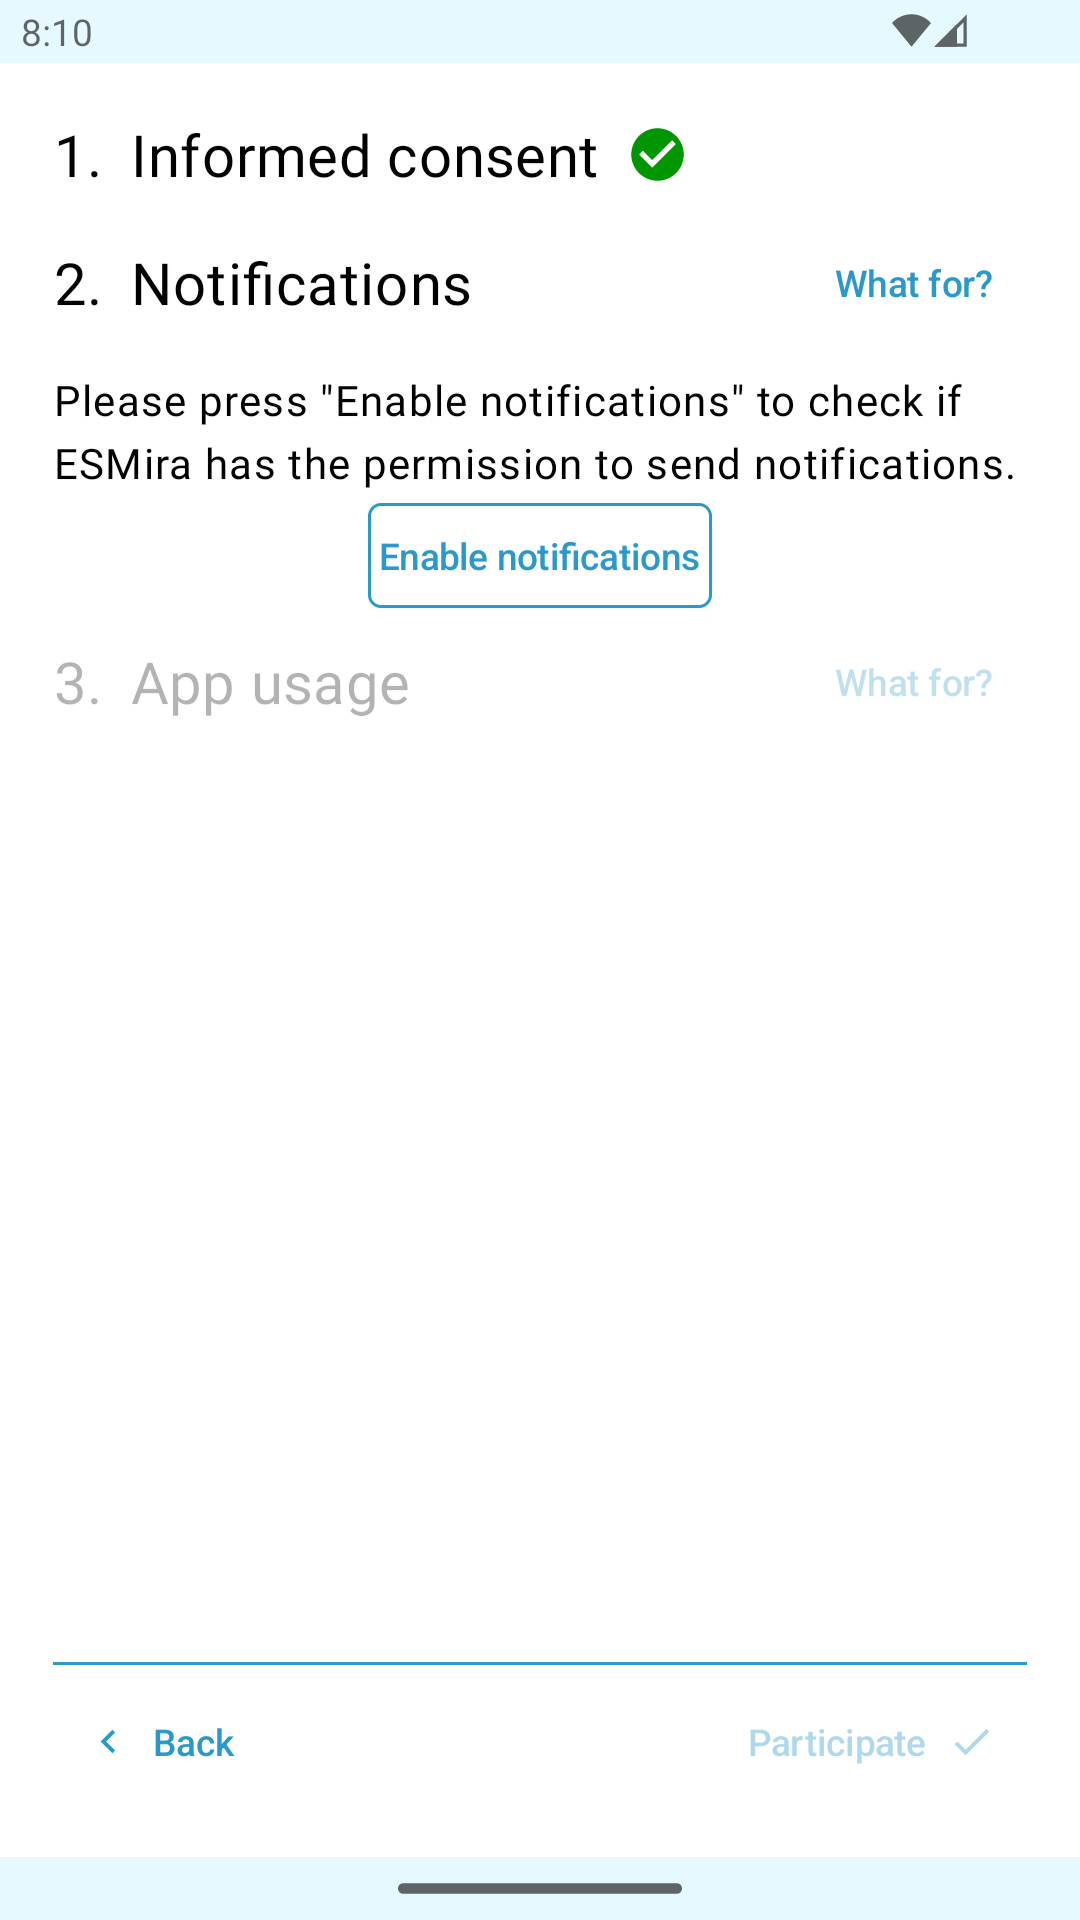 8:10
1. Informed consent
2. Notifications What for?
Please press "Enable notifications" to check if
ESMira has the permission to send notifications.
Enable notifications
3. App usage What for?
Back Participate